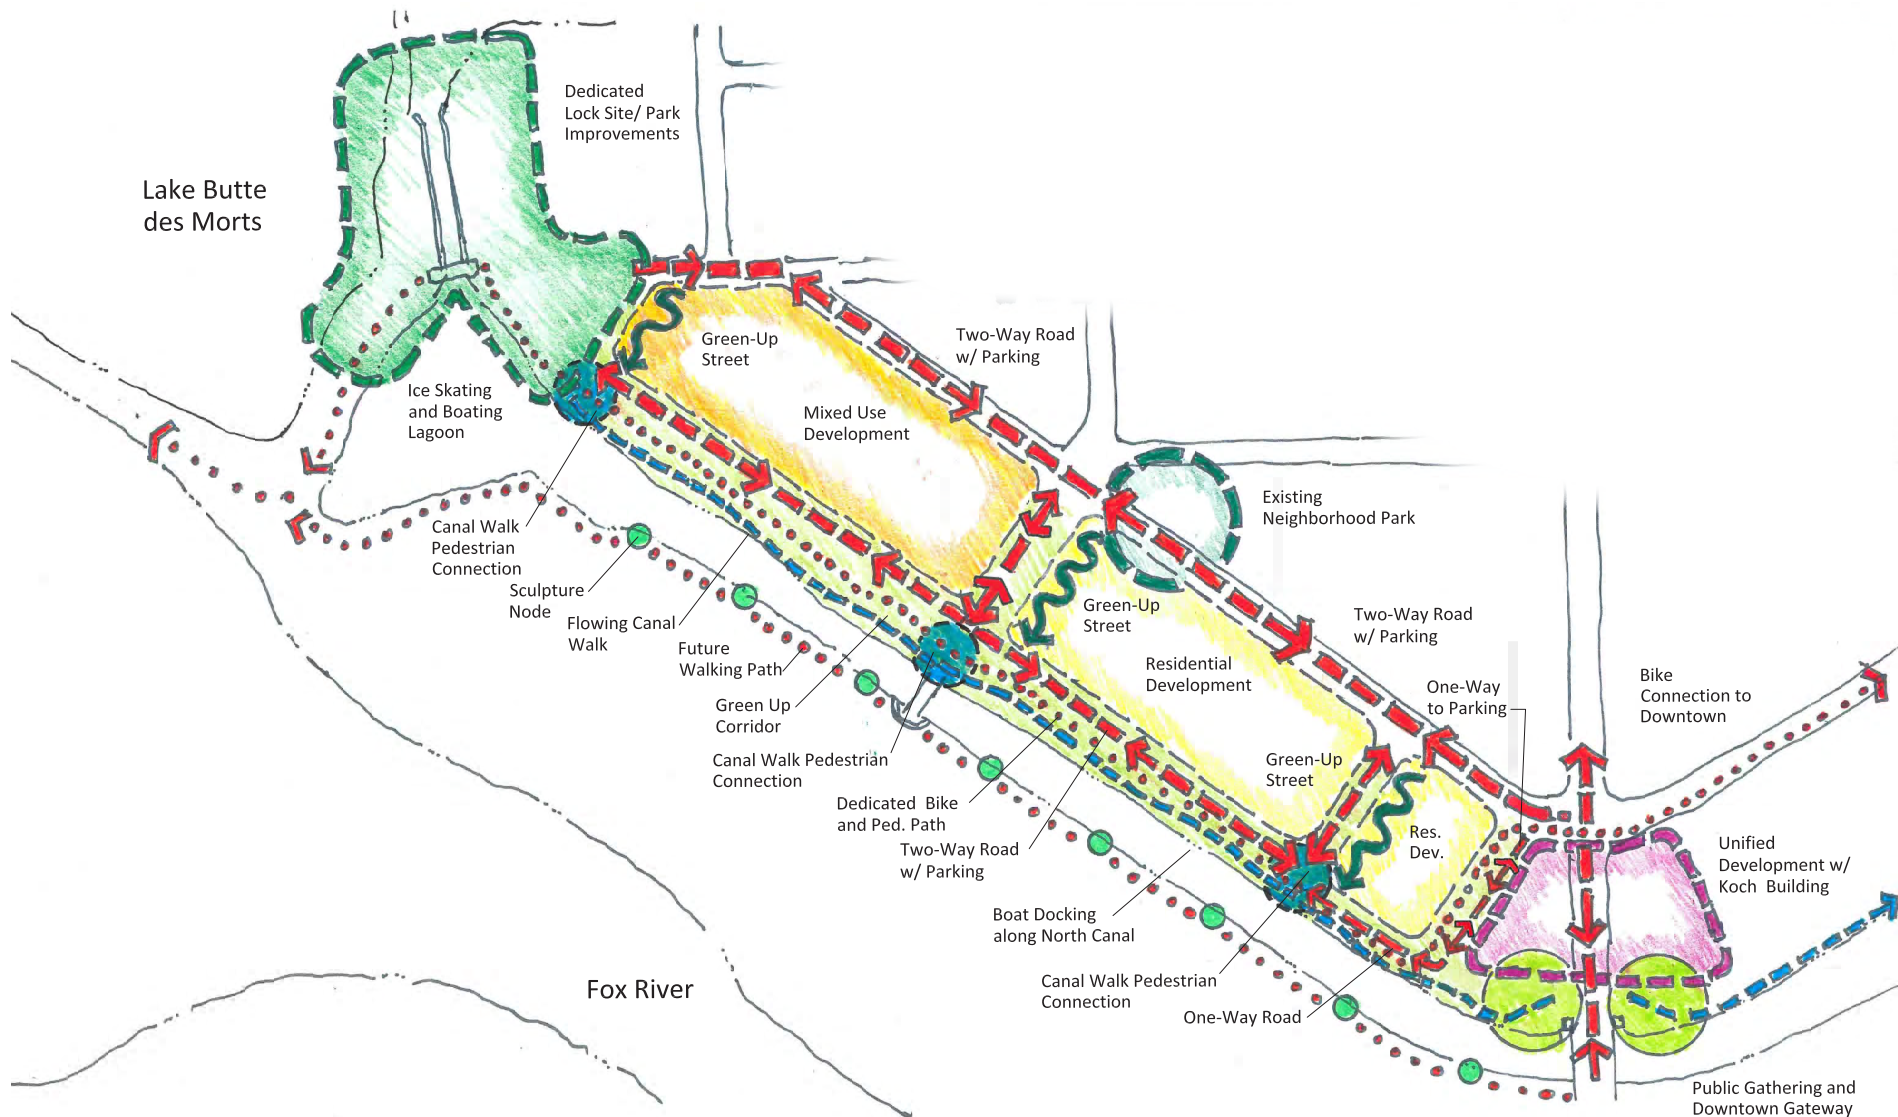 Dedicated
Lock Site/ Park
Improvements
Lake Butte
des Morts
Green-Up
Street
Two-Way Road
w/ Parking
Ice Skating
and Boating
Lagoon
Mixed Use
Development
Existing
Neighborhood Park
Canal Walk
Pedestrian
Connection
Sculpture
Node
Flowing Canal
Walk
Future
Walking Path
Green Up
Corridor
Canal Walk Pedestrian
Connection
Green-Up
Street
Two-Way Road
w/ Parking
Residential
Development
One-Way
to Parking
Bike
Connection to
Downtown
Green-Up
Street
Dedicated Bike
and Ped. Path
Two-Way Road
w/ Parking
Res.
Dev.
Unified
Development w/
Koch Building
Boat Docking
along North Canal
Canal Walk Pedestrian
Connection
One-Way Road
Fox River
Public Gathering and
Downtown Gateway